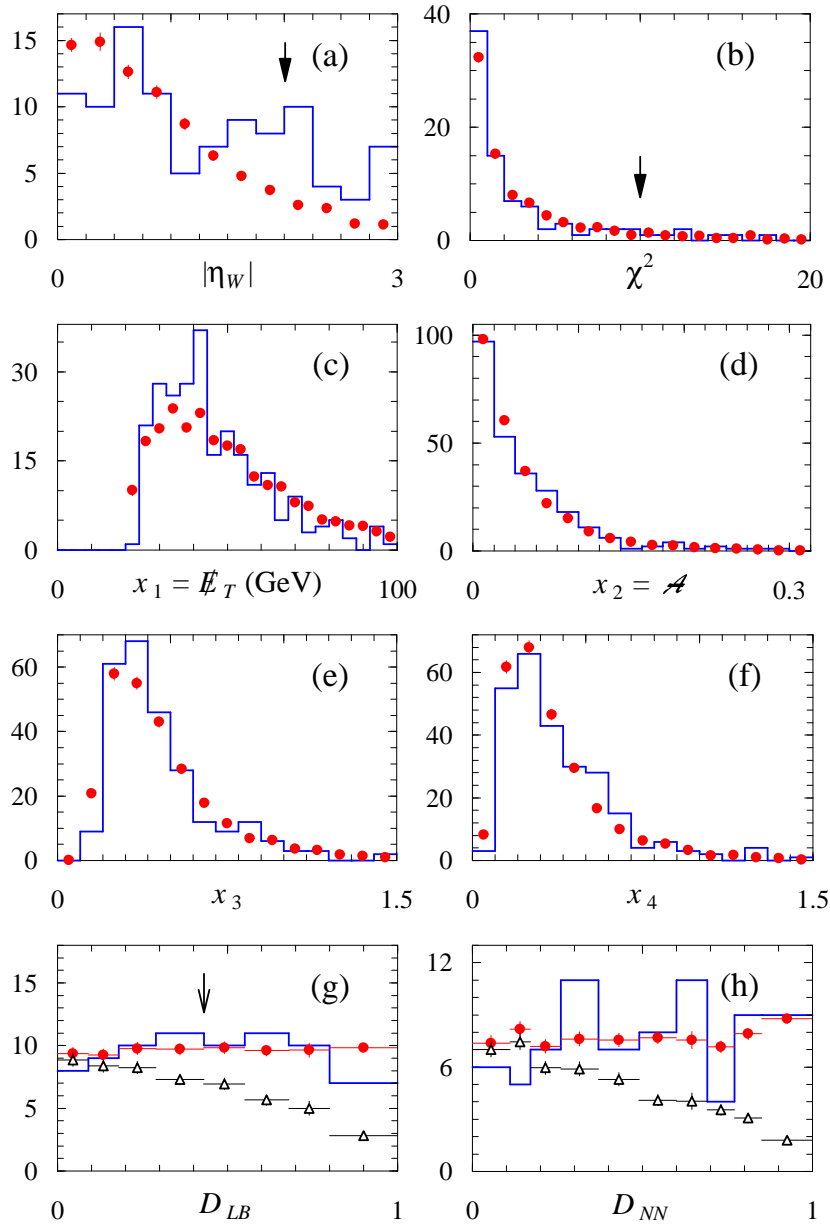 15 (a) 40 (b)
10 20
5
0 0
0 |η_W| 3 0 χ² 20
(c) 100 (d)
30
15 50
0 0
0 x₁ = E̸_T (GeV) 100 0 x₂ = A̸ 0.3
60 (e) 60 (f)
40 40
20 20
0 0
0 x₃ 1.5 0 x₄ 1.5
15 (g) 12 (h)
10 9
6
5 3
0 0
0 D_LB 1 0 D_NN 1